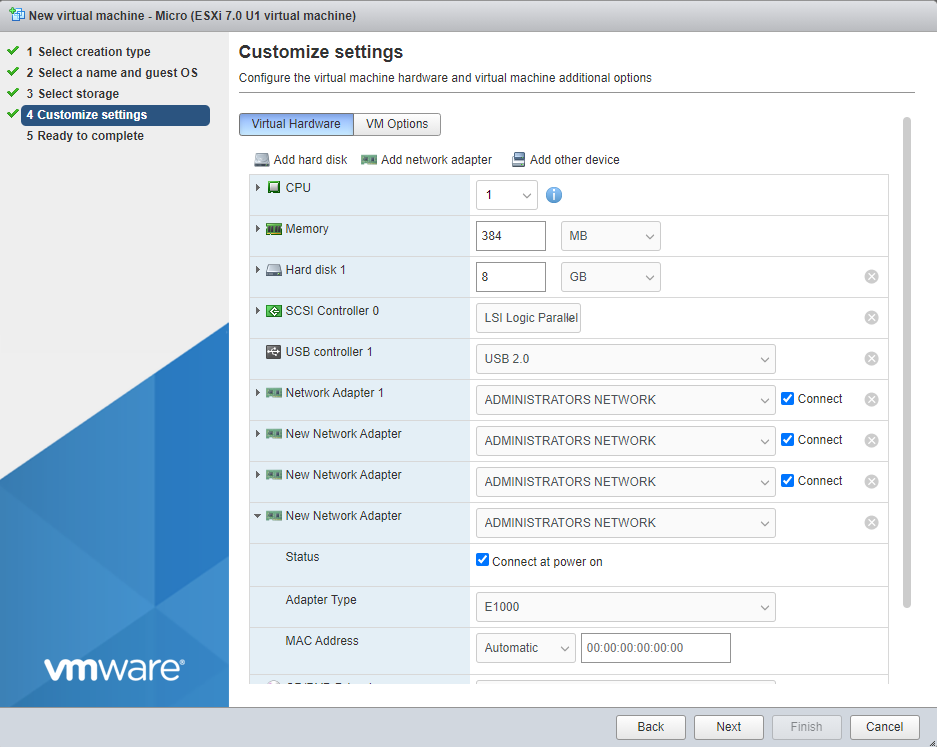 New virtual machine - Micro (ESXi 7.0 U1 virtual machine)
1 Select creation type
2 Select a name and guest OS
3 Select storage
4 Customize settings
5 Ready to complete
vmware®
Customize settings
Configure the virtual machine hardware and virtual machine additional options
Virtual Hardware VM Options
Add hard disk Add network adapter Add other device
CPU 1
Memory 384 MB
Hard disk 1 8 GB
SCSI Controller 0 LSI Logic Parallel
USB controller 1 USB 2.0
Network Adapter 1 ADMINISTRATORS NETWORK Connect
New Network Adapter ADMINISTRATORS NETWORK Connect
New Network Adapter ADMINISTRATORS NETWORK Connect
New Network Adapter ADMINISTRATORS NETWORK
Status Connect at power on
Adapter Type E1000
MAC Address Automatic 00:00:00:00:00:00
Back Next Finish Cancel